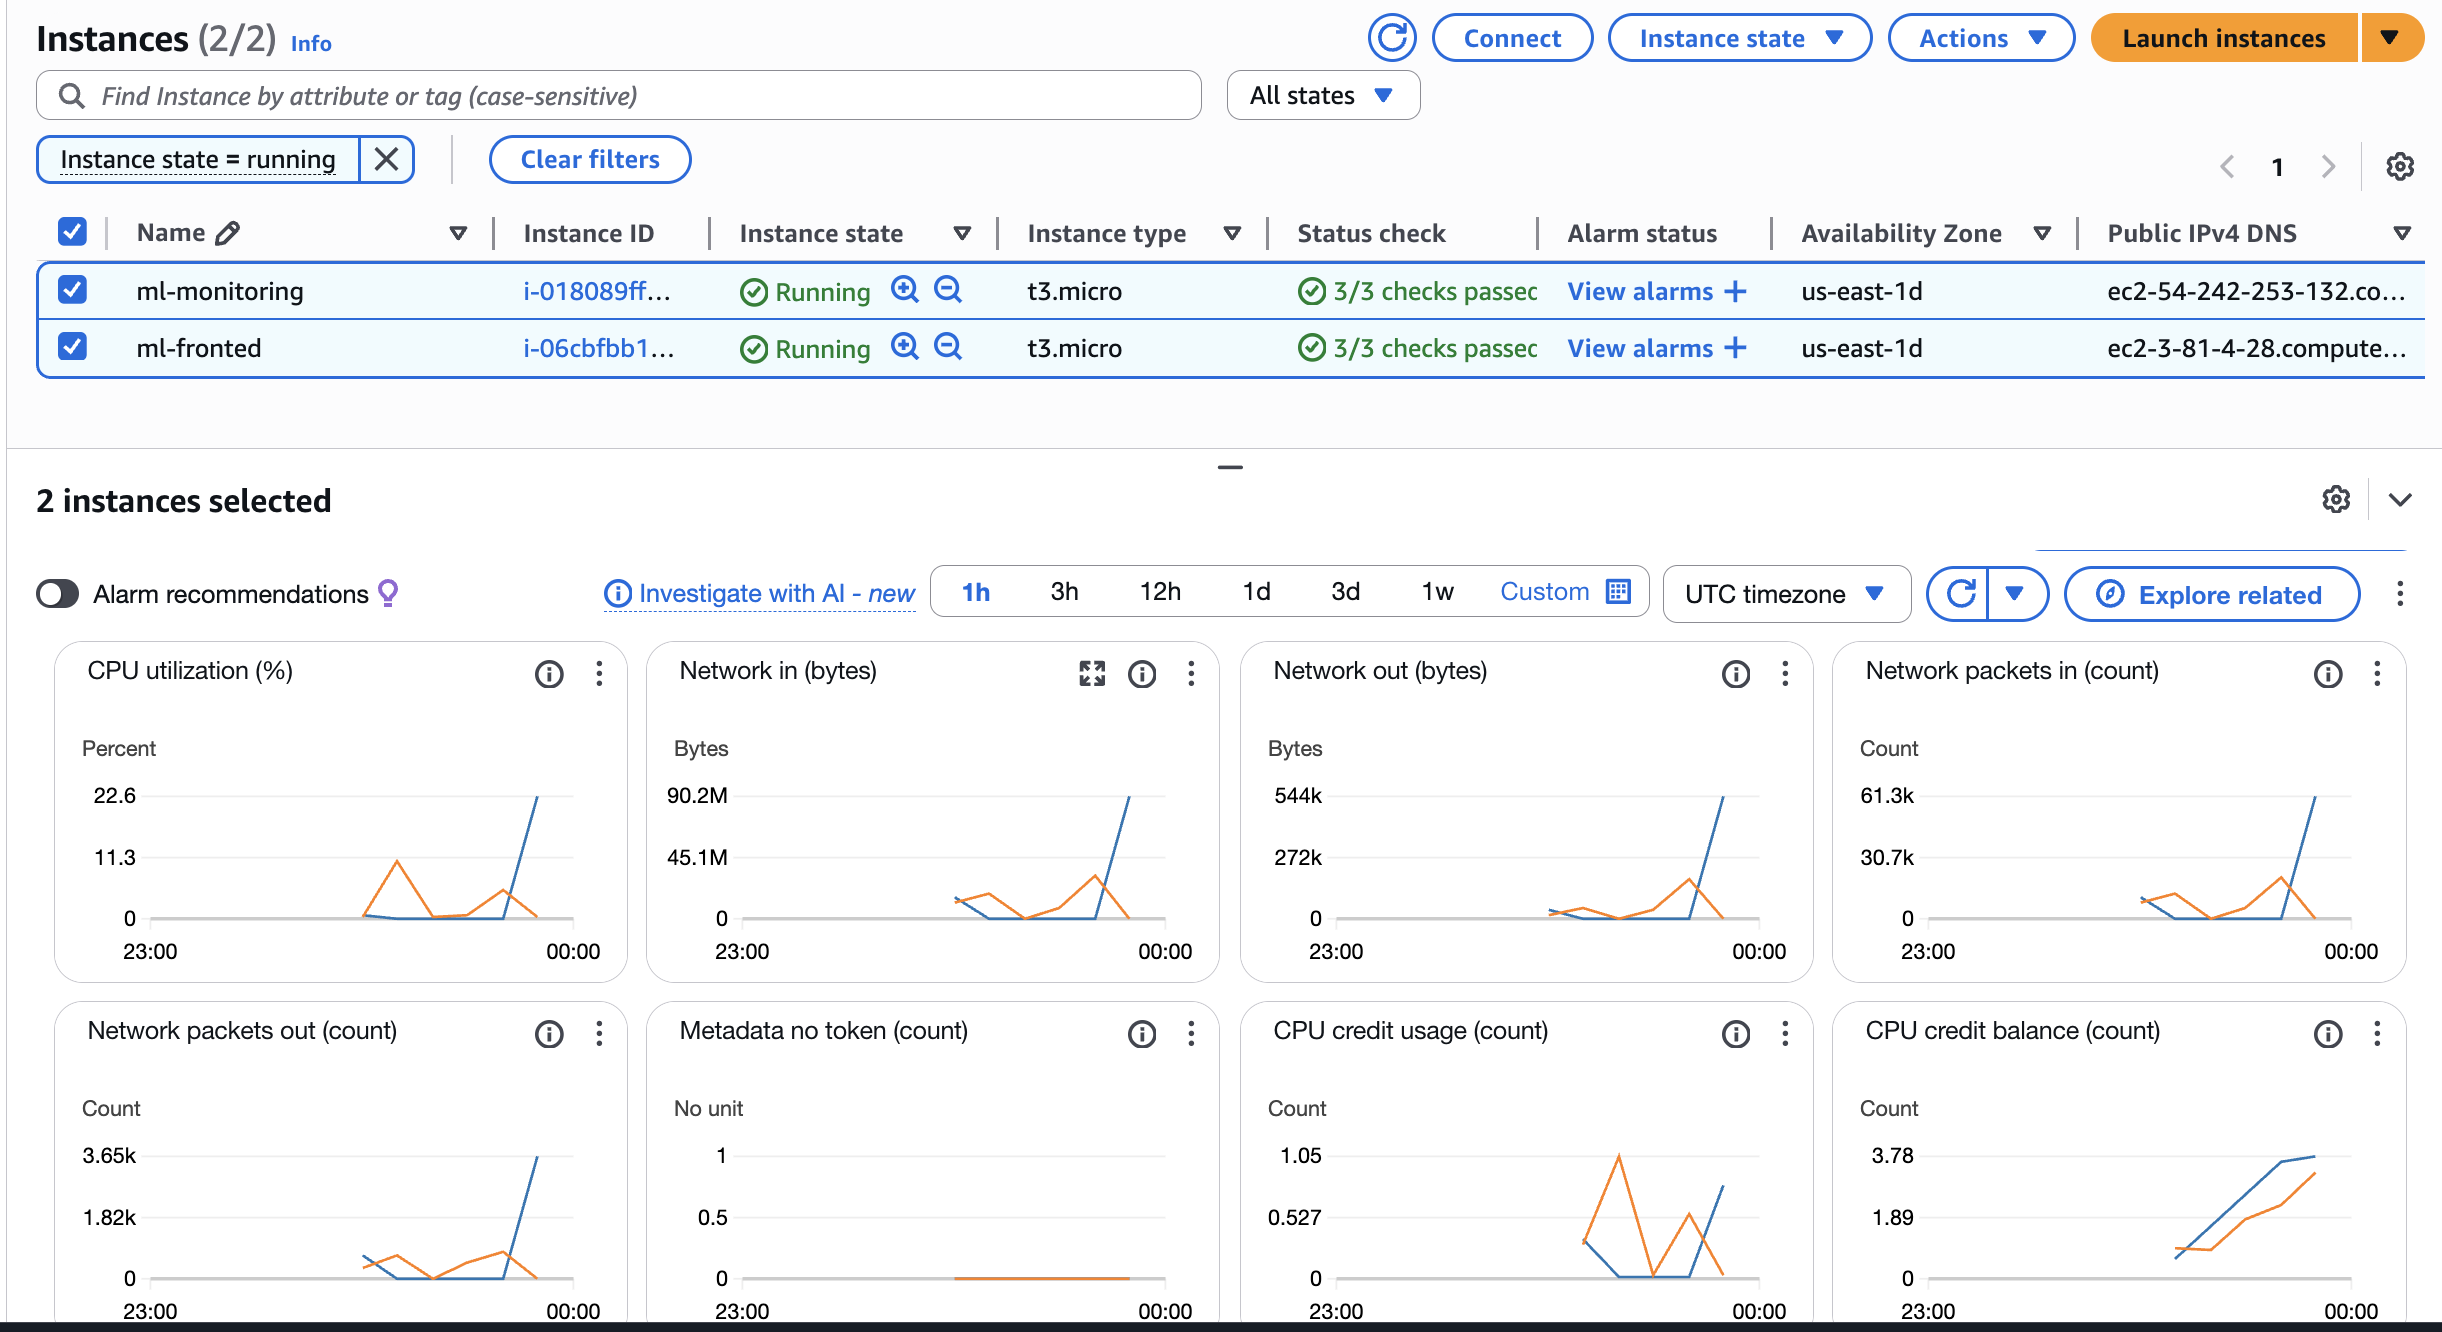 Instances (2/2) Info
Connect
Instance state
Actions
Launch instances
Find Instance by attribute or tag (case-sensitive)
All states
Instance state = running
Clear filters
1
Name Instance ID Instance state Instance type Status check Alarm status Availability Zone Public IPv4 DNS
ml-monitoring i-018089ff... Running t3.micro 3/3 checks passed View alarms + us-east-1d ec2-54-242-253-132.co...
ml-fronted i-06cbfbb1... Running t3.micro 3/3 checks passed View alarms + us-east-1d ec2-3-81-4-28.compute...
2 instances selected
Alarm recommendations
Investigate with AI - new
1h 3h 12h 1d 3d 1w Custom
UTC timezone
Explore related
CPU utilization (%)
Percent
22.6
11.3
0
23:00 00:00
Network in (bytes)
Bytes
90.2M
45.1M
0
23:00 00:00
Network out (bytes)
Bytes
544k
272k
0
23:00 00:00
Network packets in (count)
Count
61.3k
30.7k
0
23:00 00:00
Network packets out (count)
Count
3.65k
1.82k
0
23:00 00:00
Metadata no token (count)
No unit
1
0.5
0
23:00 00:00
CPU credit usage (count)
Count
1.05
0.527
0
23:00 00:00
CPU credit balance (count)
Count
3.78
1.89
0
23:00 00:00